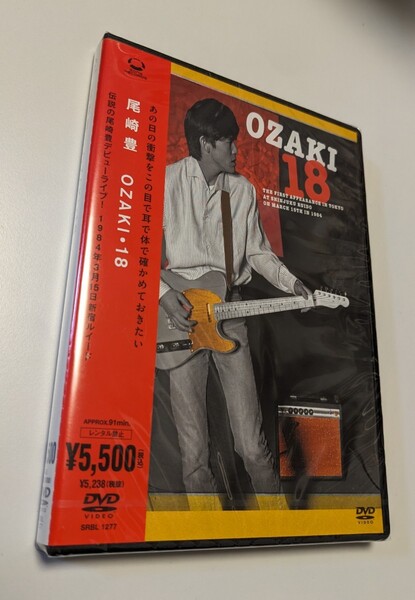 あの日の衝撃をこの目で耳で体で確かめておきたい
尾崎豊 OZAKI・18
伝説の尾崎豊デビューライブ! 1984年3月15日新宿ルイード
APPROX.91min.
レンタル禁止
¥5,500(税込)
¥5,238(税抜)
DVD
VIDEO
SRBL 1277
OZAKI
18
THE FIRST APPEARANCE IN TOKYO
AT SHINJUKU RUIDO
ON MARCH 15TH IN 1984
DVD
VIDEO